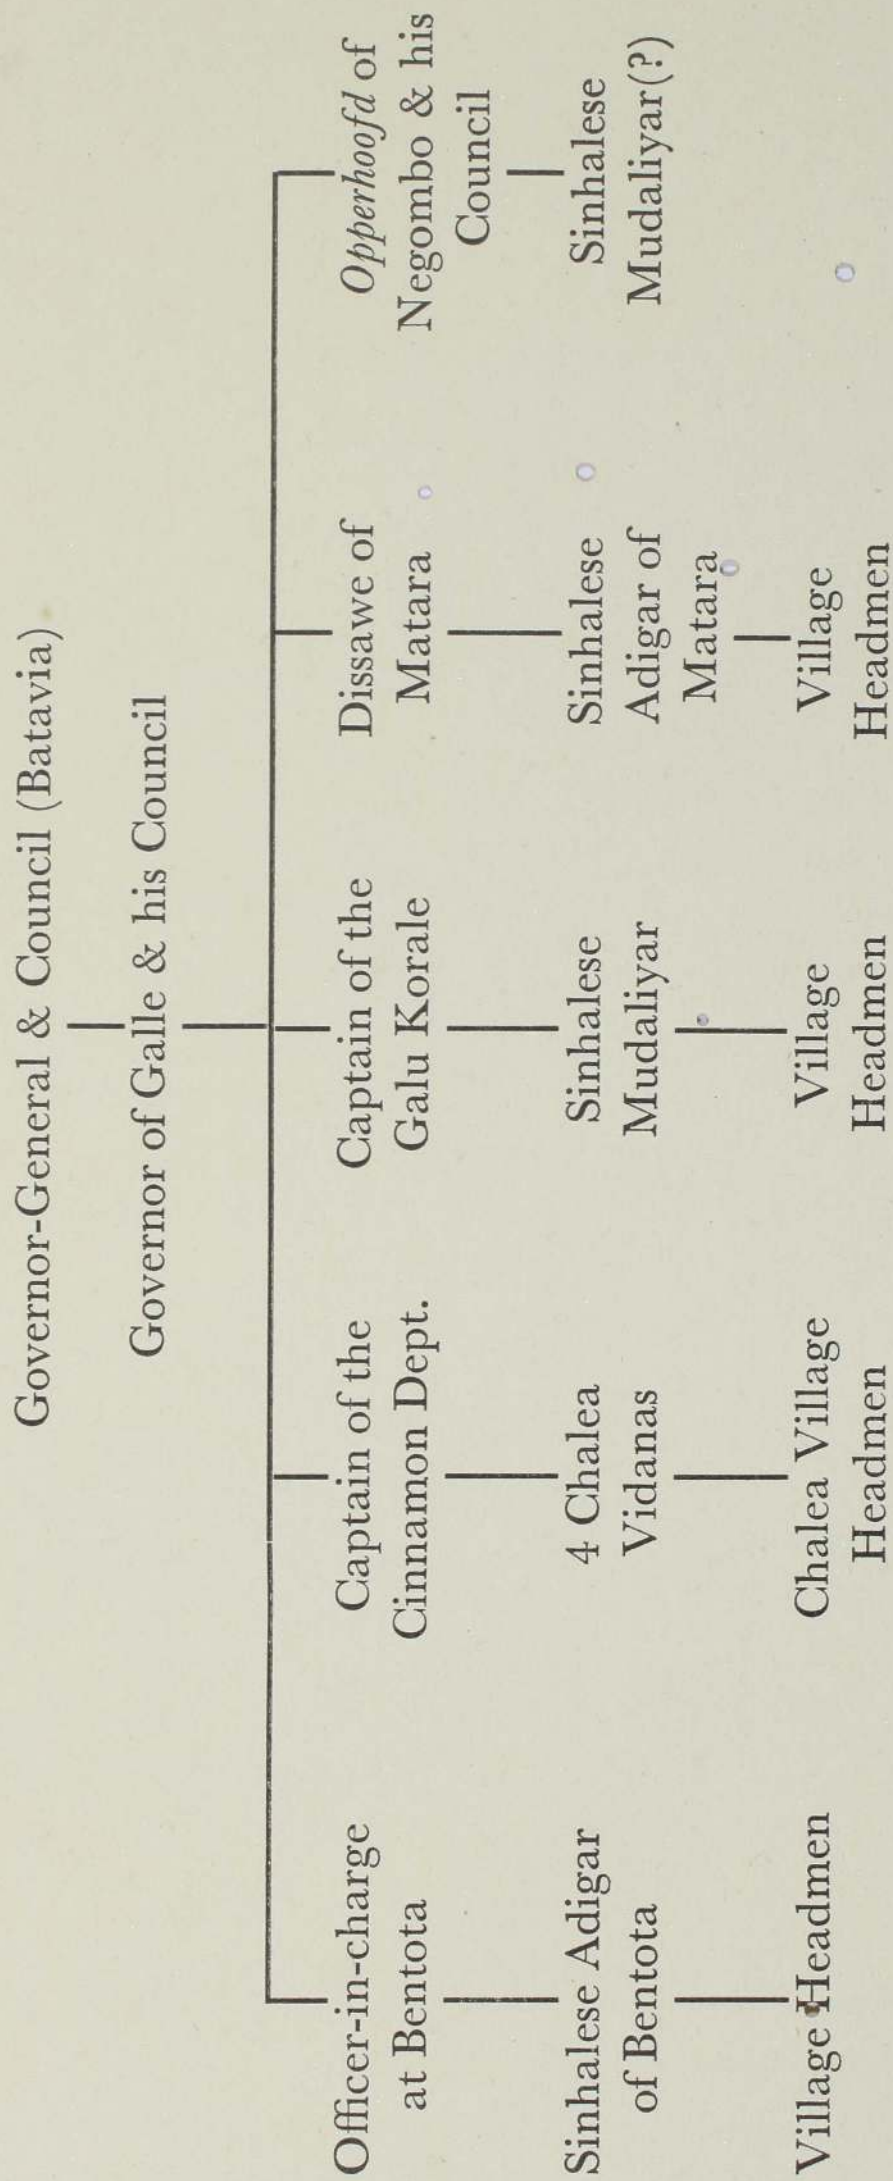 Governor-General & Council (Batavia)
Governor of Galle & his Council
Officer-in-charge
at Bentota
Sinhalese Adigar
of Bentota
Village Headmen
Captain of the
Cinnamon Dept.
4 Chalea
Vidanas
Chalea Village
Headmen
Captain of the
Galu Korale
Sinhalese
Mudaliyar
Village
Headmen
Dissawe of
Matara
Sinhalese
Adigar of
Matara
Village
Headmen
Opperhoofd of
Negombo & his
Council
Sinhalese
Mudaliyar(?)